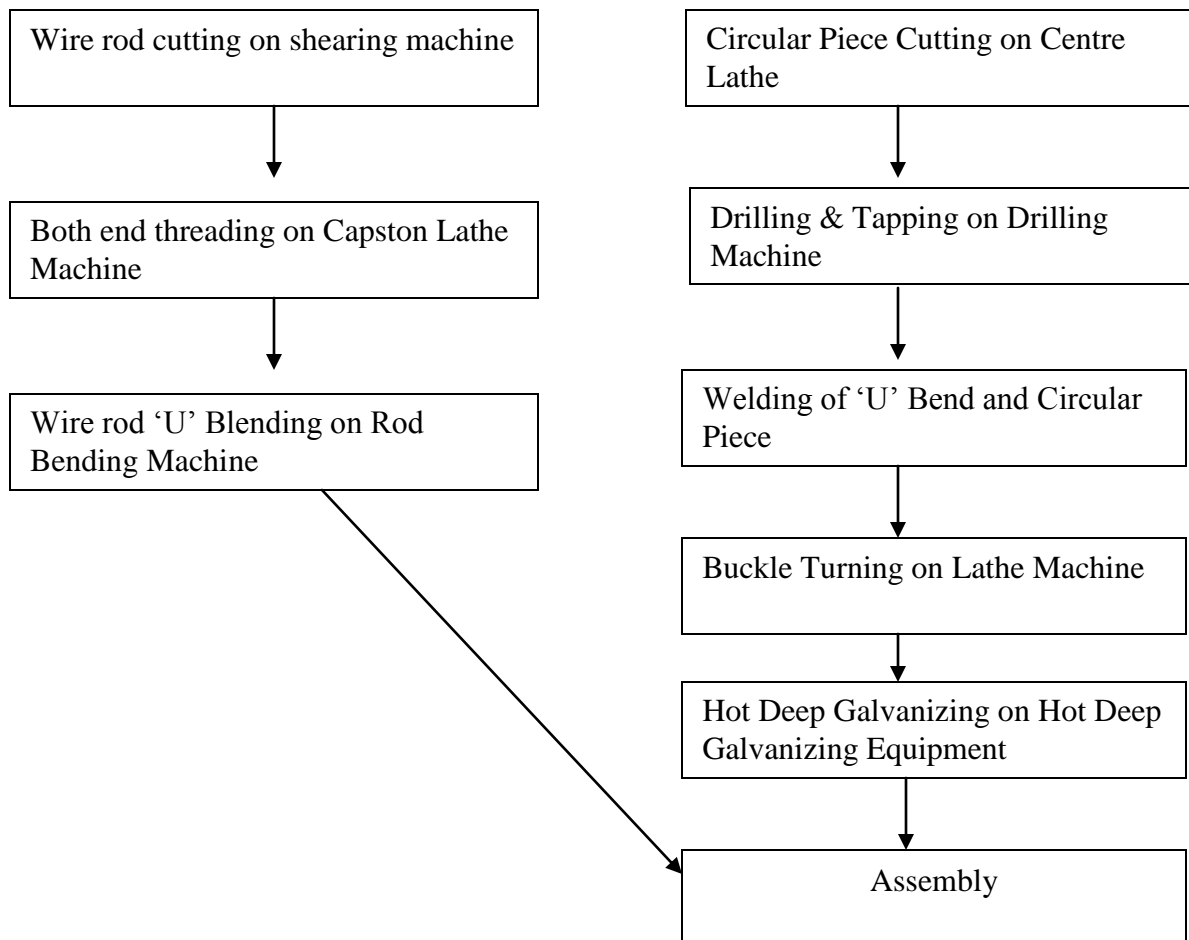 Wire rod cutting on shearing machine
Both end threading on Capston Lathe
Machine
Wire rod ‘U’ Blending on Rod
Bending Machine
Circular Piece Cutting on Centre
Lathe
Drilling & Tapping on Drilling
Machine
Welding of ‘U’ Bend and Circular
Piece
Buckle Turning on Lathe Machine
Hot Deep Galvanizing on Hot Deep
Galvanizing Equipment
Assembly